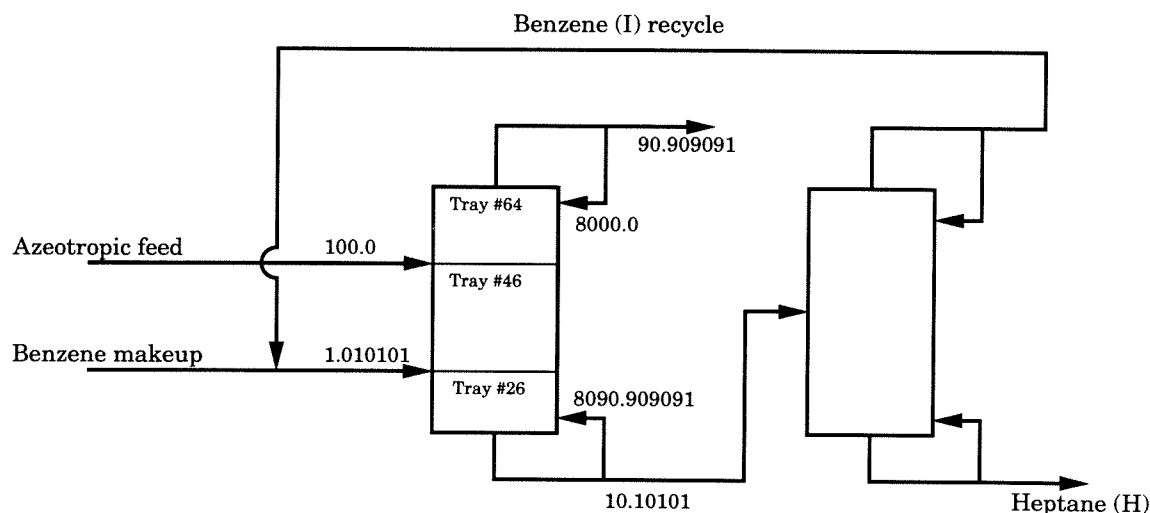 Benzene (I) recycle
90.909091
Tray #64
8000.0
Azeotropic feed
100.0
Tray #46
Benzene makeup
1.010101
Tray #26
8090.909091
10.10101
Heptane (H)